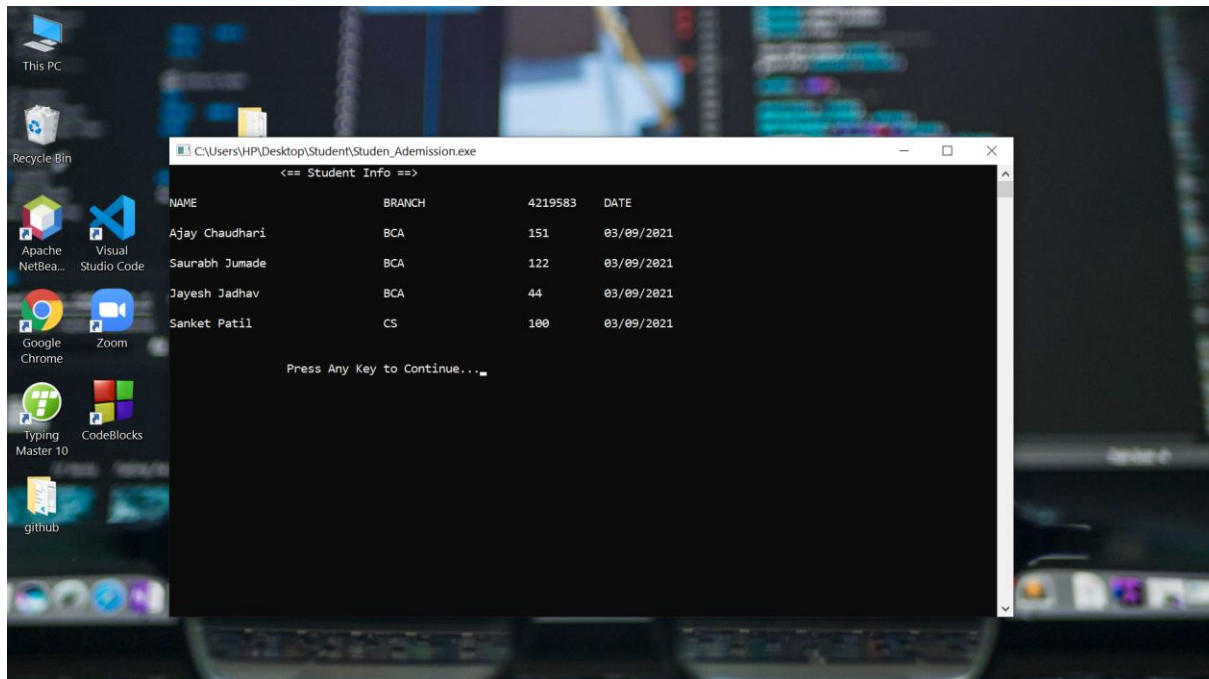 This PC
Recycle Bin
Apache
NetBea...
Visual
Studio Code
Google
Chrome
Zoom
Typing
Master 10
CodeBlocks
github
C:\Users\HP\Desktop\Student\Studen_Ademission.exe
<== Student Info ==>
NAME BRANCH 4219583 DATE
Ajay Chaudhari BCA 151 03/09/2021
Saurabh Jumade BCA 122 03/09/2021
Jayesh Jadhav BCA 44 03/09/2021
Sanket Patil CS 100 03/09/2021
Press Any Key to Continue...